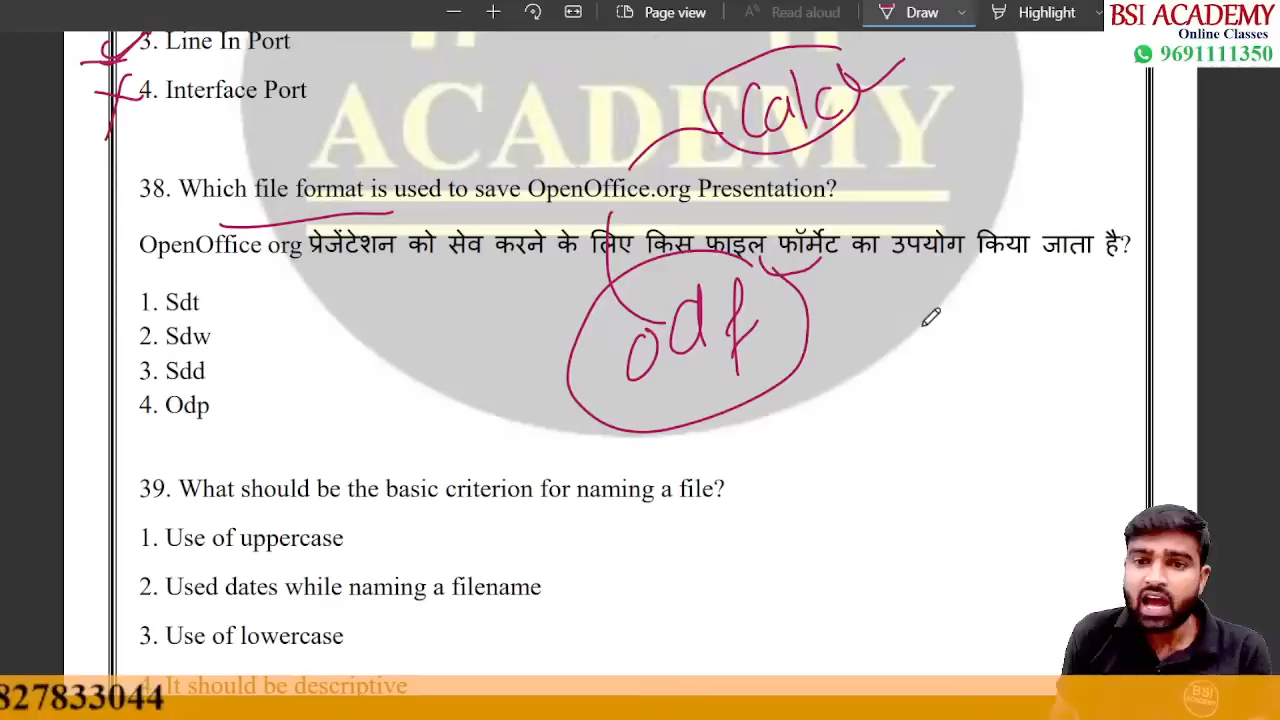 Page view
Read aloud
Draw
Highlight
BSI ACADEMY
Online Classes
9691111350
3. Line In Port
4. Interface Port
ACADEMY
Calc
38. Which file format is used to save OpenOffice.org Presentation?
OpenOffice org प्रेजेंटेशन को सेव करने के लिए किस फाइल फॉर्मेट का उपयोग किया जाता है?
odf
1. Sdt
2. Sdw
3. Sdd
4. Odp
39. What should be the basic criterion for naming a file?
1. Use of uppercase
2. Used dates while naming a filename
3. Use of lowercase
4. It should be descriptive
827833044
BSI
ACADEMY